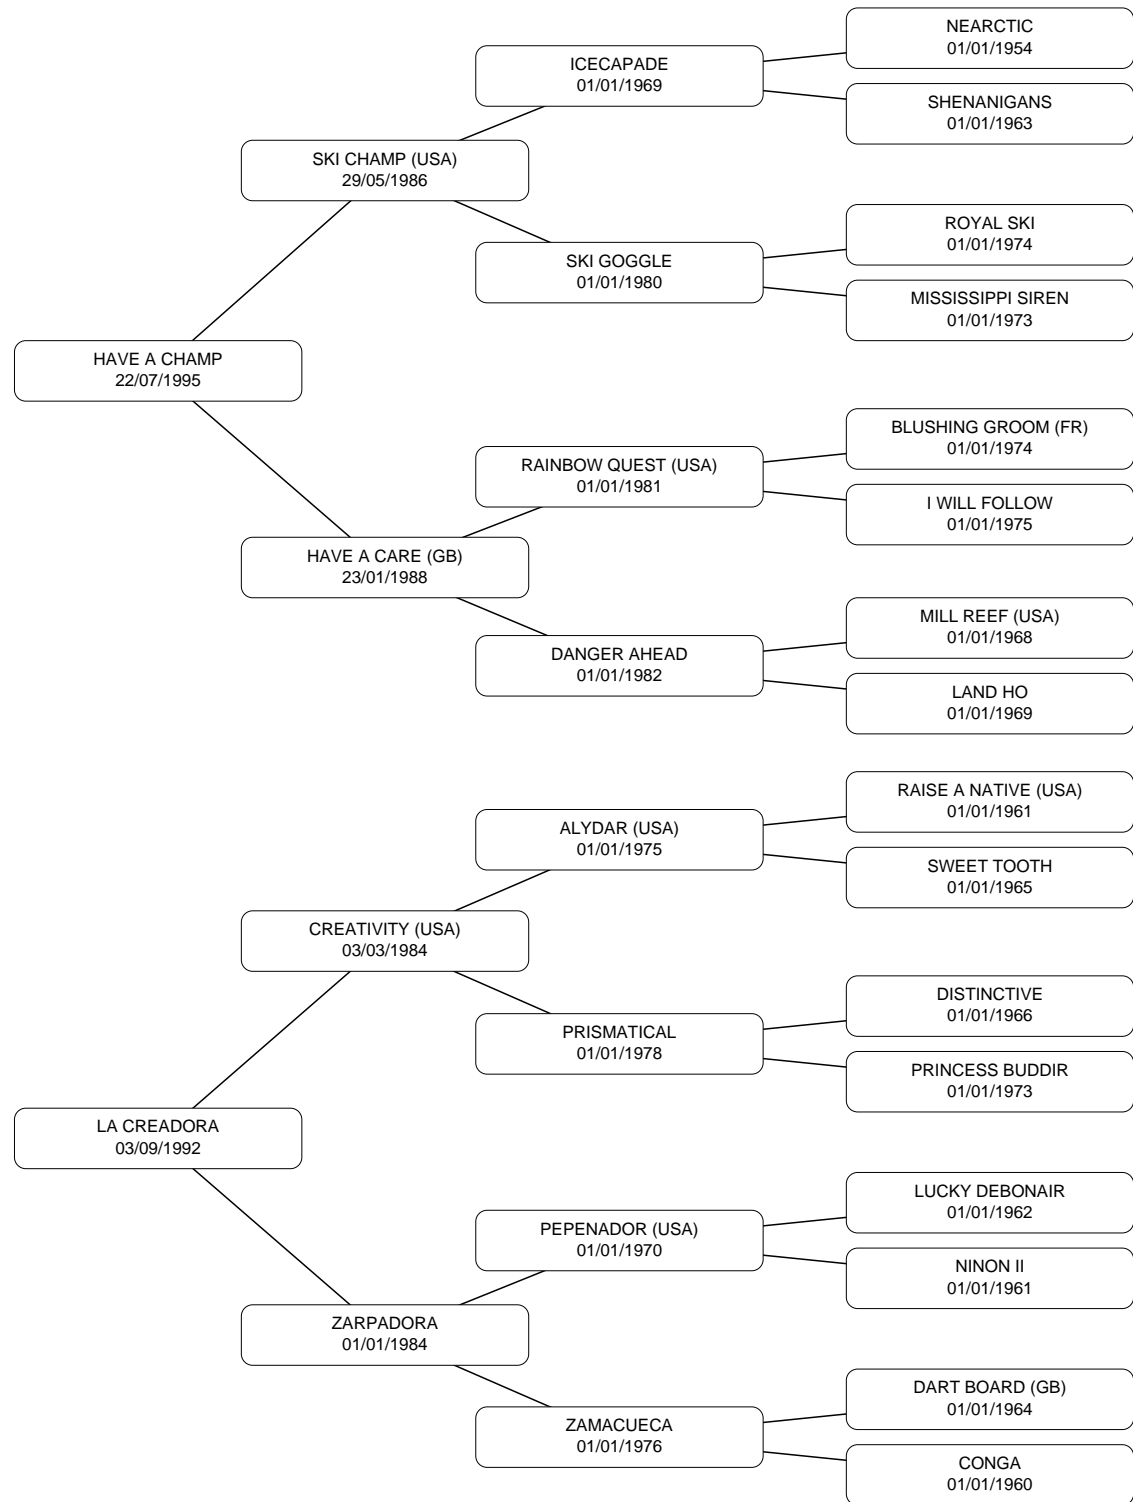 NEARCTIC
01/01/1954
ICECAPADE
01/01/1969
SHENANIGANS
01/01/1963
SKI CHAMP (USA)
29/05/1986
ROYAL SKI
01/01/1974
SKI GOGGLE
01/01/1980
MISSISSIPPI SIREN
01/01/1973
HAVE A CHAMP
22/07/1995
BLUSHING GROOM (FR)
01/01/1974
RAINBOW QUEST (USA)
01/01/1981
I WILL FOLLOW
01/01/1975
HAVE A CARE (GB)
23/01/1988
MILL REEF (USA)
01/01/1968
DANGER AHEAD
01/01/1982
LAND HO
01/01/1969
RAISE A NATIVE (USA)
01/01/1961
ALYDAR (USA)
01/01/1975
SWEET TOOTH
01/01/1965
CREATIVITY (USA)
03/03/1984
DISTINCTIVE
01/01/1966
PRISMATICAL
01/01/1978
PRINCESS BUDDIR
01/01/1973
LA CREADORA
03/09/1992
LUCKY DEBONAIR
01/01/1962
PEPENADOR (USA)
01/01/1970
NINON II
01/01/1961
ZARPADORA
01/01/1984
DART BOARD (GB)
01/01/1964
ZAMACUECA
01/01/1976
CONGA
01/01/1960